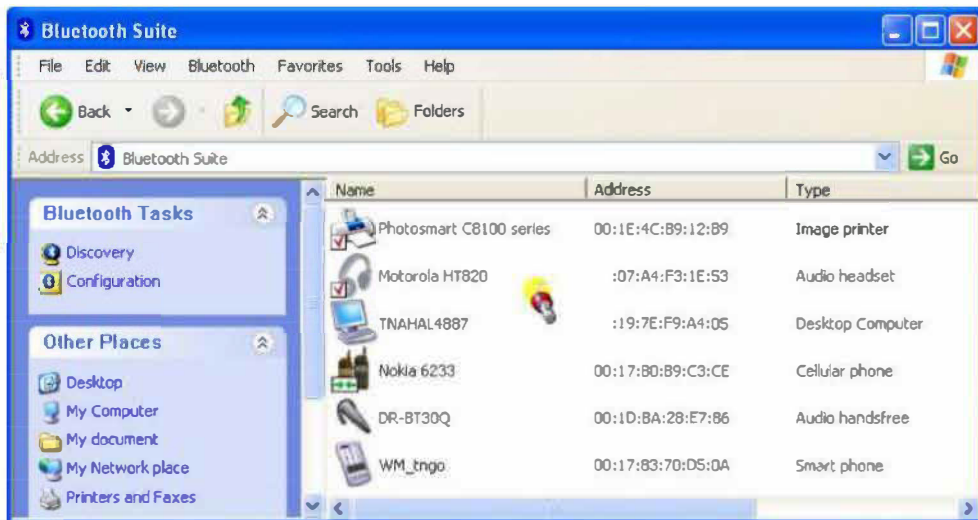 Bluetooth Suite
File Edit View Bluetooth Favorites Tools Help
Back Search Folders
Address Bluetooth Suite Go
Bluetooth Tasks
Discovery
Configuration
Other Places
Desktop
My Computer
My document
My Network place
Printers and Faxes
Name Address Type
Photosmart C8100 series 00:1E:4C:B9:12:B9 Image printer
Motorola HT820 :07:A4:F3:1E:53 Audio headset
TNAHAL4887 :19:7E:F9:A4:05 Desktop Computer
Nokia 6233 00:17:B0:B9:C3:CE Cellular phone
DR-BT30Q 00:1D:BA:28:E7:86 Audio handsfree
WM_tngo 00:17:83:70:D5:0A Smart phone